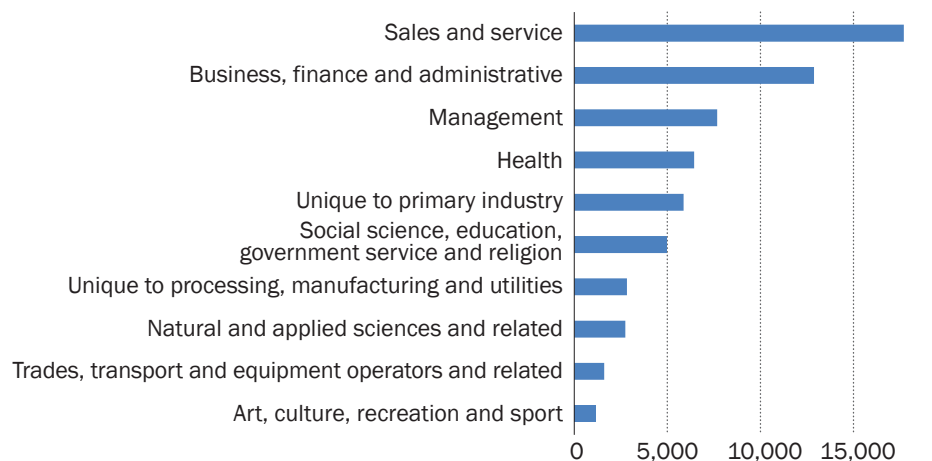 Sales and service
Business, finance and administrative
Management
Health
Unique to primary industry
Social science, education,
government service and religion
Unique to processing, manufacturing and utilities
Natural and applied sciences and related
Trades, transport and equipment operators and related
Art, culture, recreation and sport
0 5,000 10,000 15,000